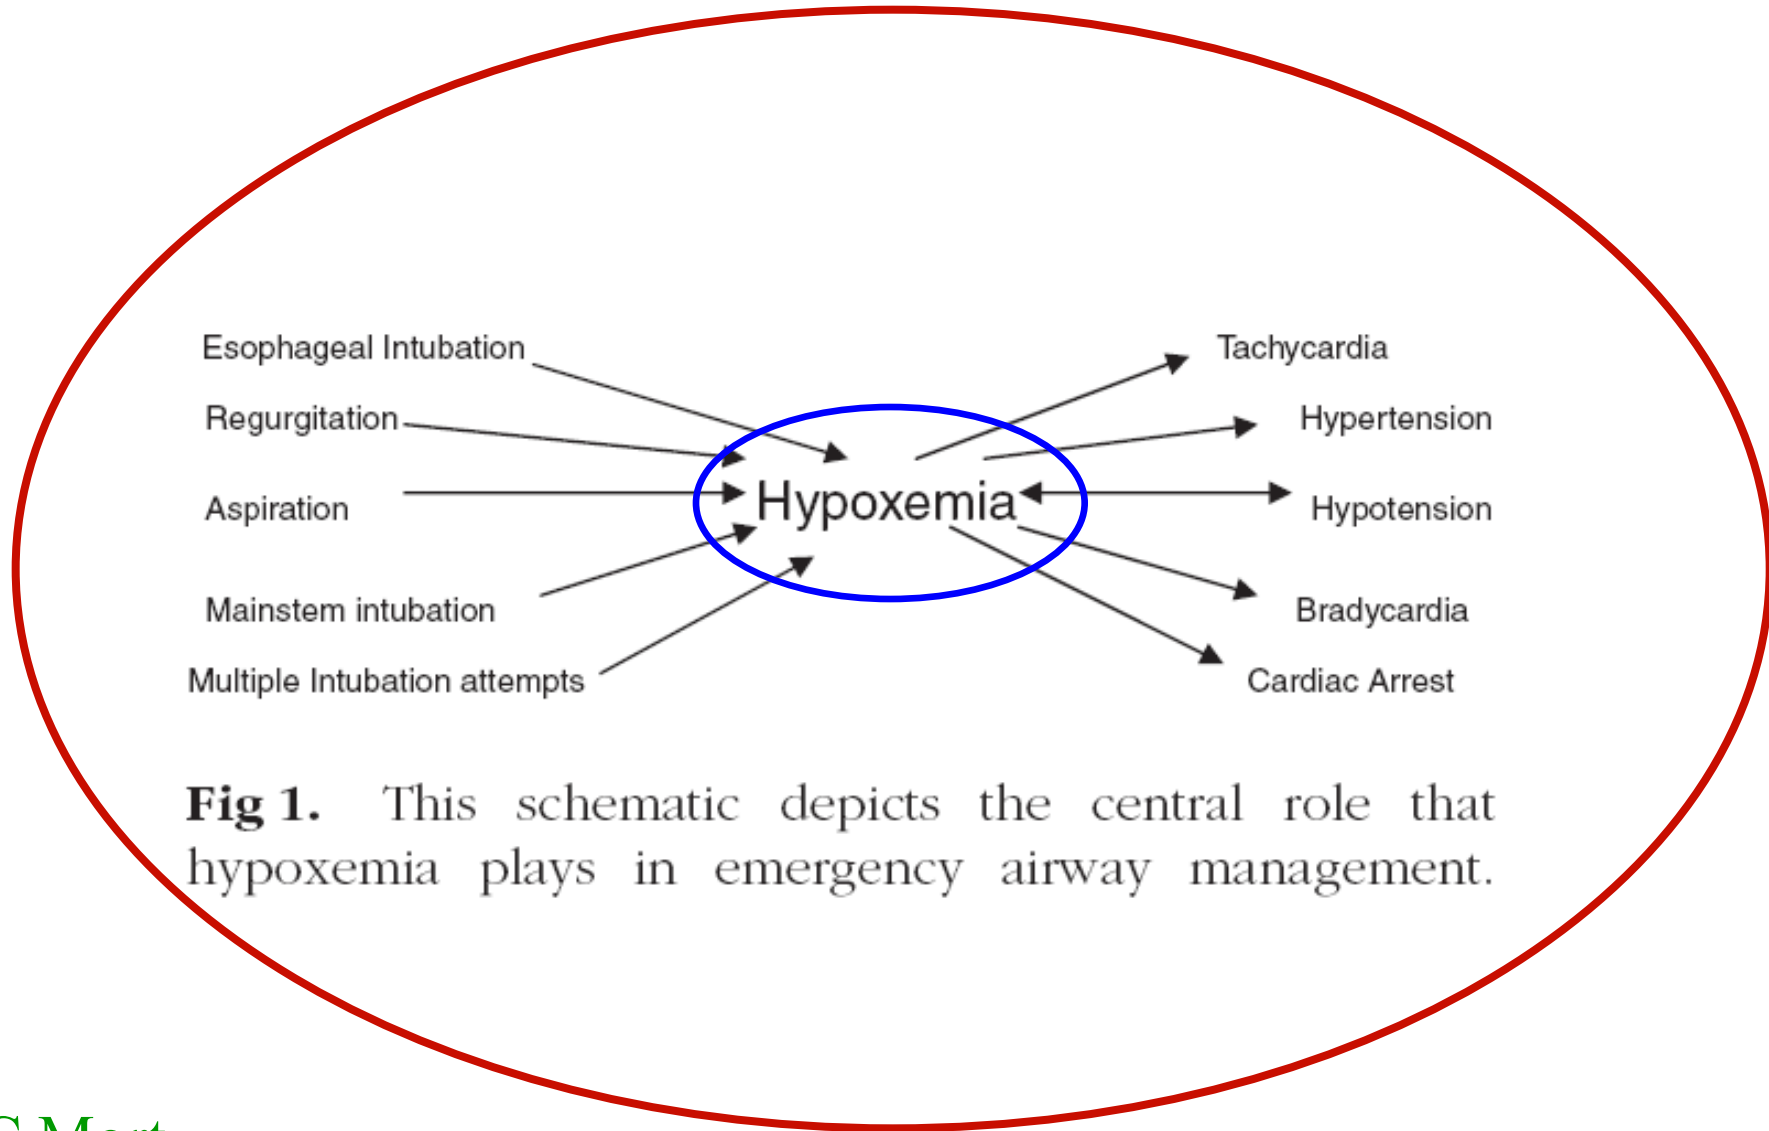 Esophageal Intubation
Regurgitation
Aspiration
Mainstem intubation
Multiple Intubation attempts
Hypoxemia
Tachycardia
Hypertension
Hypotension
Bradycardia
Cardiac Arrest
Fig 1. This schematic depicts the central role that
hypoxemia plays in emergency airway management.